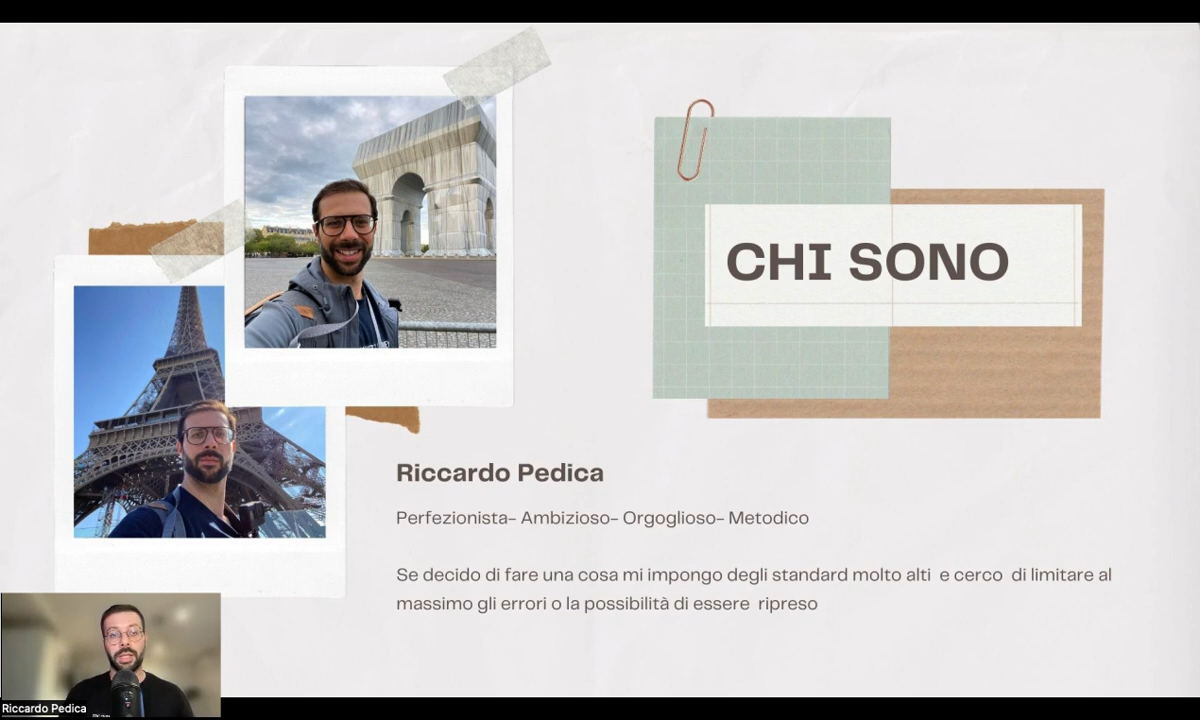 CHI SONO
Riccardo Pedica
Perfezionista- Ambizioso- Orgoglioso- Metodico
Se decido di fare una cosa mi impongo degli standard molto alti e cerco di limitare al
massimo gli errori o la possibilità di essere ripreso
Riccardo Pedica